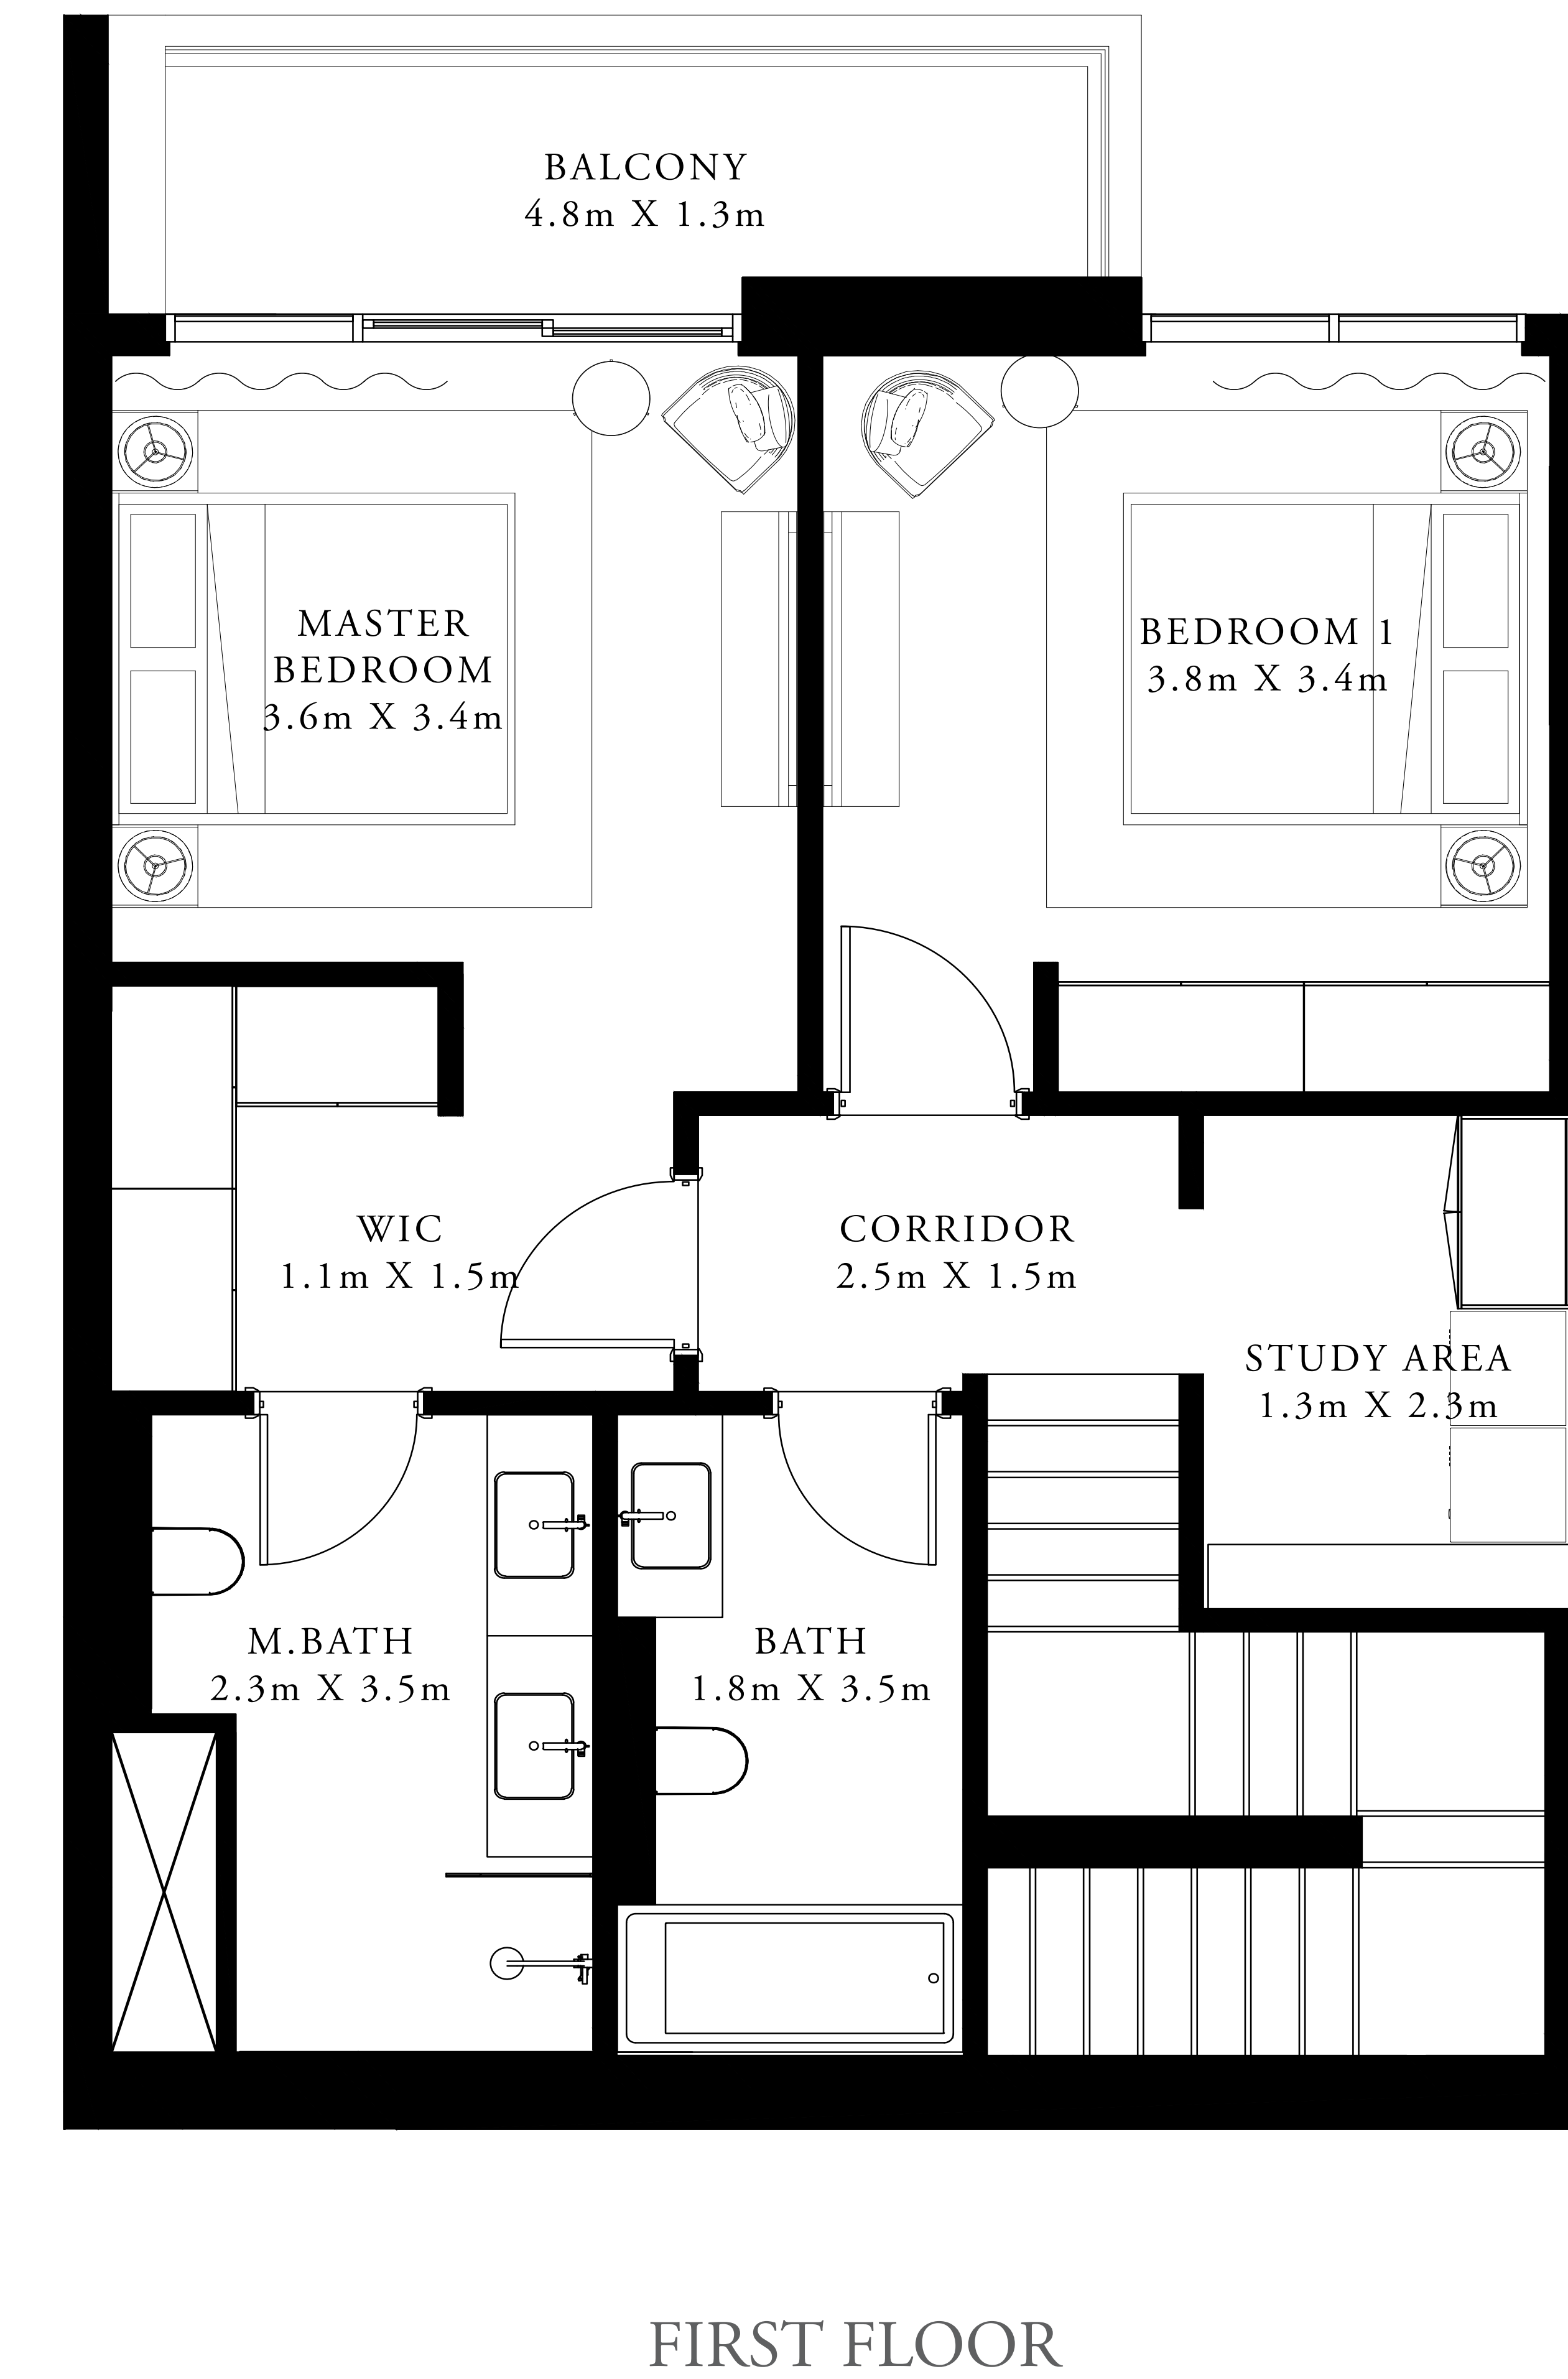 BALCONY
4.8m X 1.3m
MASTER
BEDROOM
3.6m X 3.4m
BEDROOM 1
3.8m X 3.4m
WIC
1.1m X 1.5m
CORRIDOR
2.5m X 1.5m
STUDY AREA
1.3m X 2.3m
M.BATH
2.3m X 3.5m
BATH
1.8m X 3.5m
FIRST FLOOR